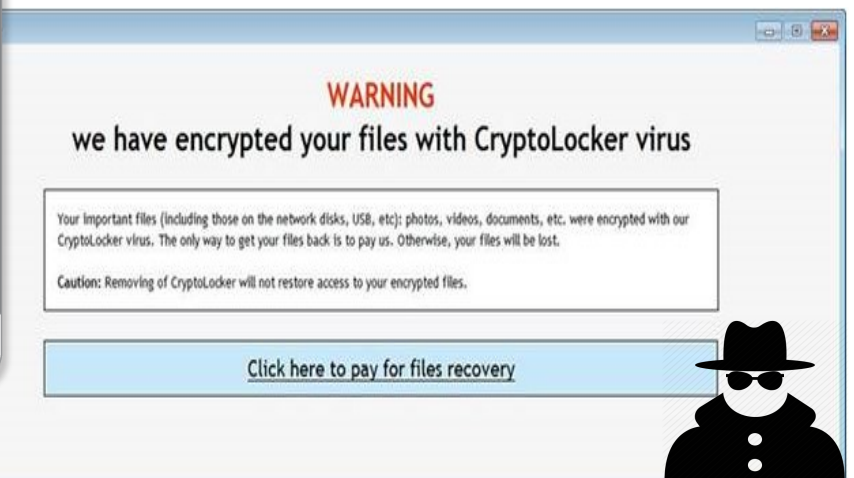 WARNING
we have encrypted your files with CryptoLocker virus
Your important files (including those on the network disks, USB, etc): photos, videos, documents, etc. were encrypted with our
CryptoLocker virus. The only way to get your files back is to pay us. Otherwise, your files will be lost.
Caution: Removing of CryptoLocker will not restore access to your encrypted files.
Click here to pay for files recovery